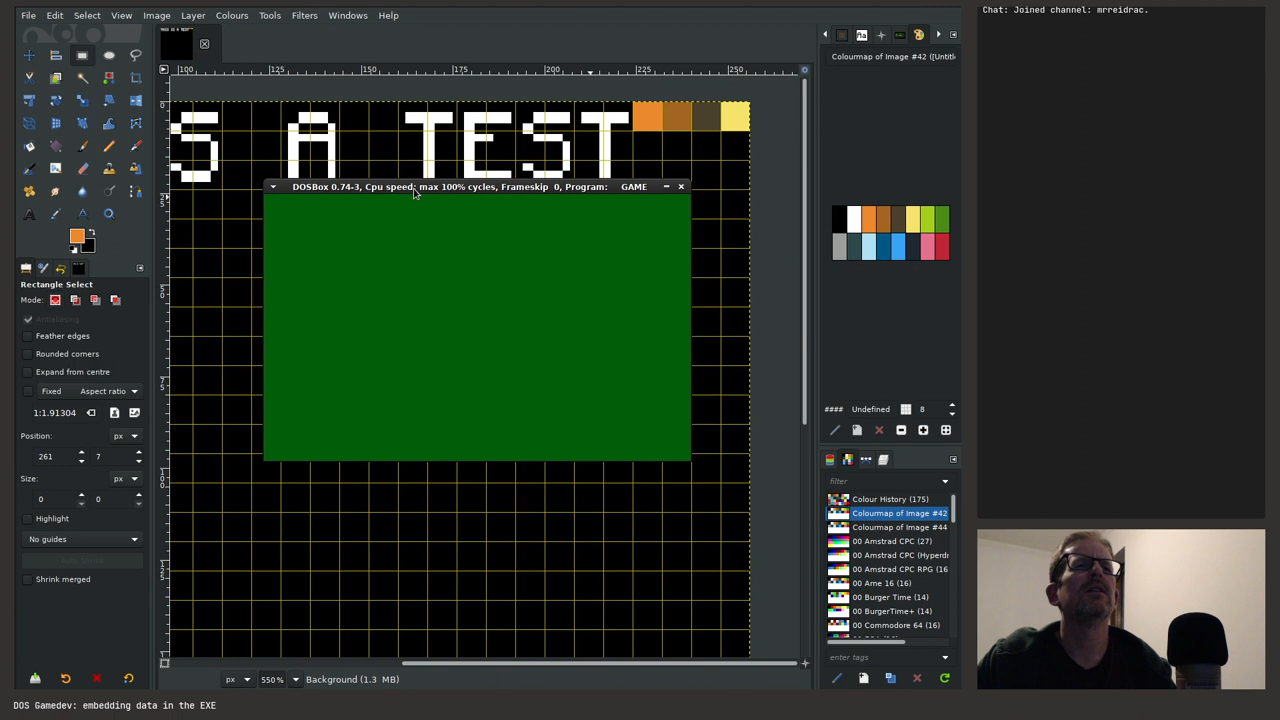 File Edit Select View Image Layer Colours Tools Filters Windows Help
Chat: Joined channel: mrreidrac.
Colourmap of Image #42 ([Untitl
100 125 150 175 200 225 250
S A TEST
DOSBox 0.74-3, Cpu speed: max 100% cycles, Frameskip 0, Program: GAME
Rectangle Select
Mode:
Antialiasing
Feather edges
Rounded corners
Expand from centre
Fixed Aspect ratio
1:1.91304
Position: px
261 7
Size: px
0 0
Highlight
No guides
Auto Shrink
Shrink merged
#### Undefined 8
filter
Colour History (175)
Colourmap of Image #42
Colourmap of Image #44
00 Amstrad CPC (27)
00 Amstrad CPC (Hyperdr
00 Amstrad CPC RPG (16
00 Arne 16 (16)
00 Burger Time (14)
00 BurgerTime+ (14)
00 Commodore 64 (16)
enter tags
px 550% Background (1.3 MB)
DOS Gamedev: embedding data in the EXE